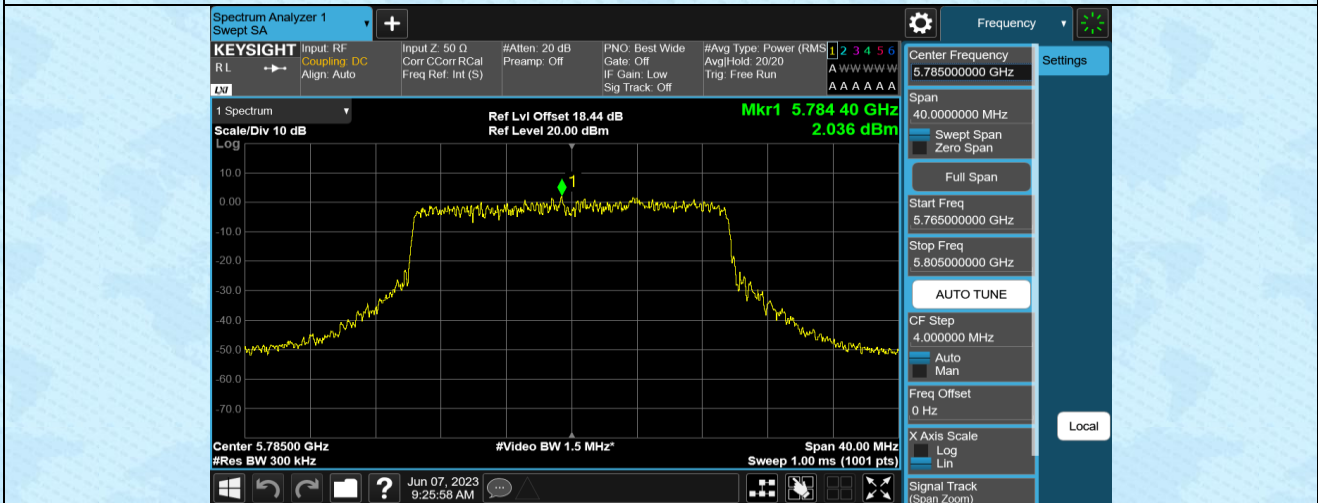 Spectrum Analyzer 1
Swept SA
+
Frequency
KEYSIGHT
RL
LXI
Input: RF
Coupling: DC
Align: Auto
Input Z: 50 Ω
Corr CCorr RCal
Freq Ref: Int (S)
#Atten: 20 dB
Preamp: Off
PNO: Best Wide
Gate: Off
IF Gain: Low
Sig Track: Off
#Avg Type: Power (RMS
Avg|Hold: 20/20
Trig: Free Run
1 2 3 4 5 6
A W W W W W
A A A A A A
1 Spectrum
Scale/Div 10 dB
Log
Ref Lvl Offset 18.44 dB
Ref Level 20.00 dBm
Mkr1 5.784 40 GHz
2.036 dBm
1
10.0
0.00
-10.0
-20.0
-30.0
-40.0
-50.0
-60.0
-70.0
Center 5.78500 GHz
#Res BW 300 kHz
#Video BW 1.5 MHz*
Span 40.00 MHz
Sweep 1.00 ms (1001 pts)
Center Frequency
5.785000000 GHz
Settings
Span
40.0000000 MHz
Swept Span
Zero Span
Full Span
Start Freq
5.765000000 GHz
Stop Freq
5.805000000 GHz
AUTO TUNE
CF Step
4.000000 MHz
Auto
Man
Freq Offset
0 Hz
X Axis Scale
Log
Lin
Signal Track
(Span Zoom)
Local
?
Jun 07, 2023
9:25:58 AM